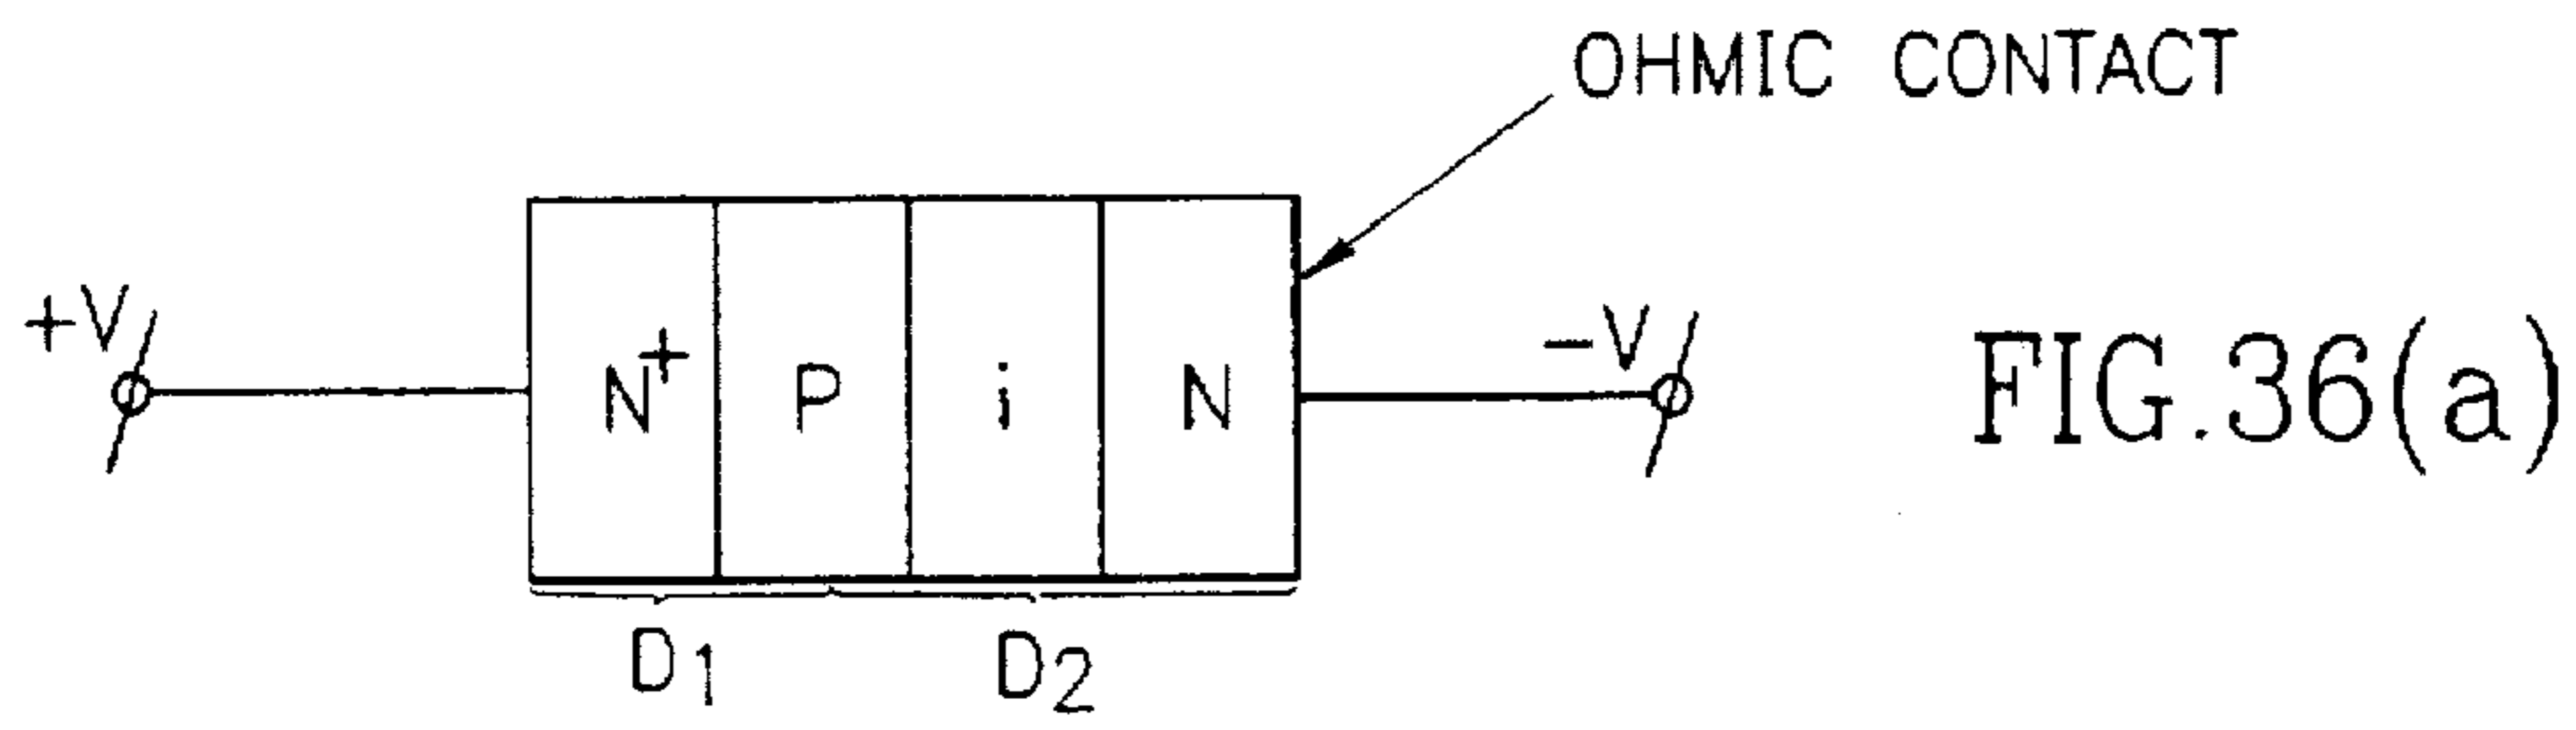 OHMIC CONTACT
+V
N+ P i N
-V
FIG.36(a)
D1 D2